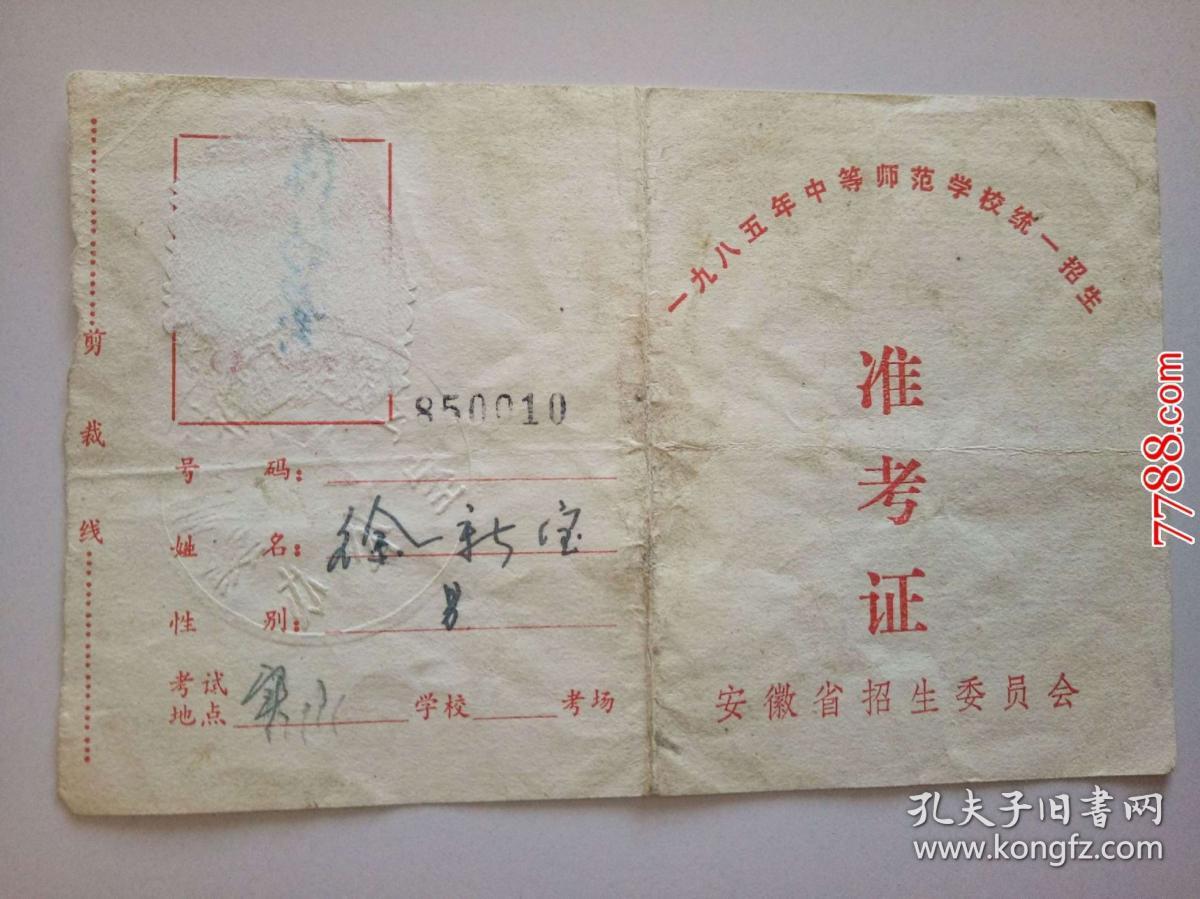 剪裁线
850010
号码：
姓名：徐新宝
性别：男
考试地点 实 学校 考场
一九八五年中等师范学校统一招生
准考证
安徽省招生委员会
7788.com
孔夫子旧书网
www.kongfz.com